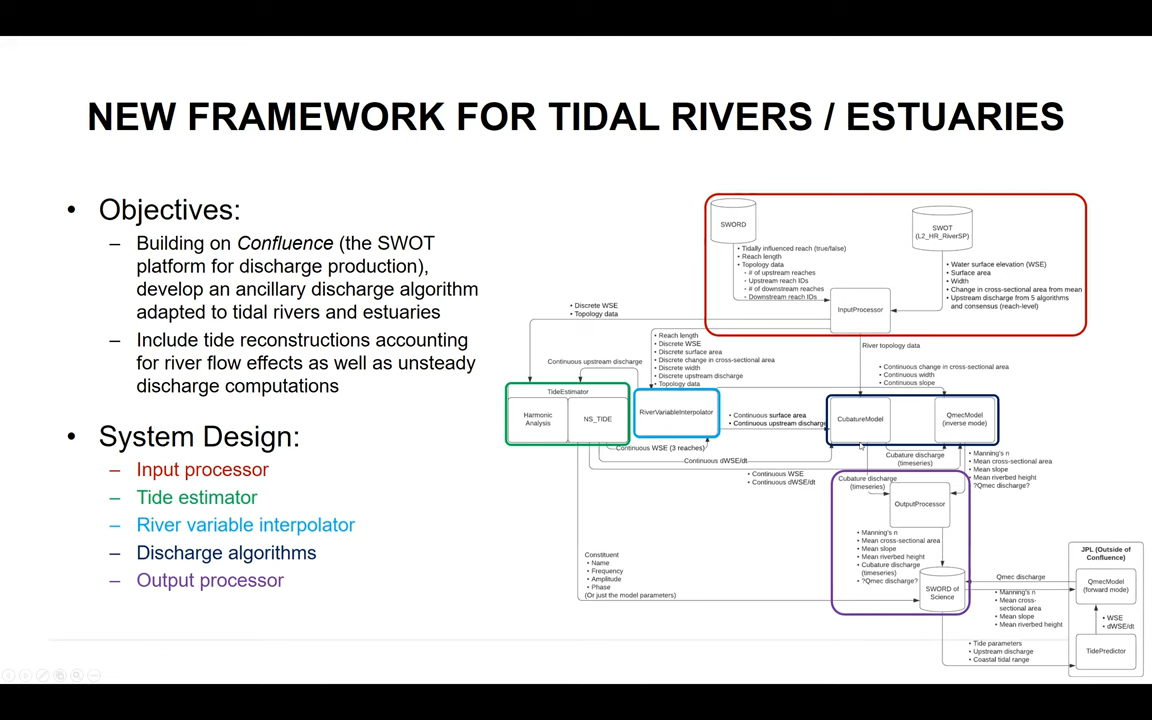 NEW FRAMEWORK FOR TIDAL RIVERS / ESTUARIES
• Objectives:
– Building on Confluence (the SWOT
platform for discharge production),
develop an ancillary discharge algorithm
adapted to tidal rivers and estuaries
– Include tide reconstructions accounting
for river flow effects as well as unsteady
discharge computations
• System Design:
– Input processor
– Tide estimator
– River variable interpolator
– Discharge algorithms
– Output processor
SWORD
• Tidally influenced reach (true/false)
• Reach length
• Topology data
• # of upstream reaches
• Upstream reach IDs
• # of downstream reaches
• Downstream reach IDs
SWOT
(L2_HR_RiverSP)
• Water surface elevation (WSE)
• Surface area
• Width
• Change in cross-sectional area from mean
• Upstream discharge from 5 algorithms
and consensus (reach-level)
InputProcessor
• Discrete WSE
• Topology data
• Reach length
• Discrete WSE
• Discrete surface area
• Discrete change in cross-sectional area
• Discrete width
• Discrete upstream discharge
• Topology data
River topology data
Continuous upstream discharge
• Continuous change in cross-sectional area
• Continuous width
• Continuous slope
TideEstimator
Harmonic
Analysis
NS_TIDE
RiverVariableInterpolator
• Continuous surface area
• Continuous upstream discharge
CubatureModel
QmecModel
(inverse mode)
Continuous WSE (3 reaches)
Continuous dWSE/dt
• Continuous WSE
• Continuous dWSE/dt
Cubature discharge
(timeseries)
• Manning's n
• Mean cross-sectional area
• Mean slope
• Mean riverbed height
?Qmec discharge?
Cubature discharge
(timeseries)
OutputProcessor
• Manning's n
• Mean cross-sectional area
• Mean slope
• Mean riverbed height
• Cubature discharge
(timeseries)
• ?Qmec discharge?
SWORD of
Science
Constituent
• Name
• Frequency
• Amplitude
• Phase
(Or just the model parameters)
JPL (Outside of
Confluence)
Qmec discharge
QmecModel
(forward mode)
• Manning's n
• Mean cross-
sectional area
• Mean slope
• Mean riverbed height
• WSE
• dWSE/dt
• Tide parameters
• Upstream discharge
• Coastal tidal range
TidePredictor